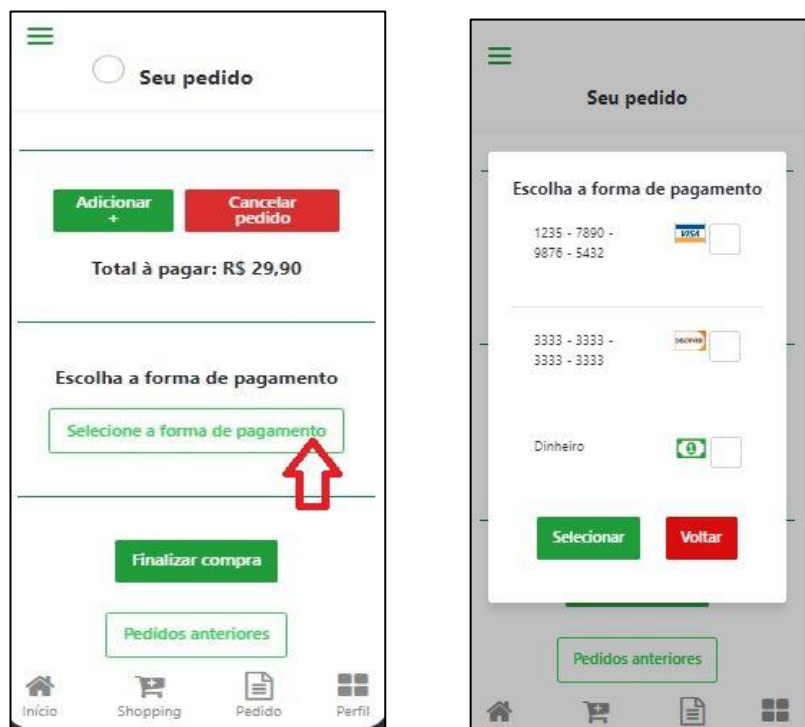 Seu pedido
Adicionar
+
Cancelar
pedido
Total à pagar: R$ 29,90
Escolha a forma de pagamento
Selecione a forma de pagamento
Finalizar compra
Pedidos anteriores
Início
Shopping
Pedido
Perfil
Seu pedido
Escolha a forma de pagamento
1235 - 7890 -
9876 - 5432
VISA
3333 - 3333 -
3333 - 3333
DISCOVER
Dinheiro
Selecionar
Voltar
Pedidos anteriores